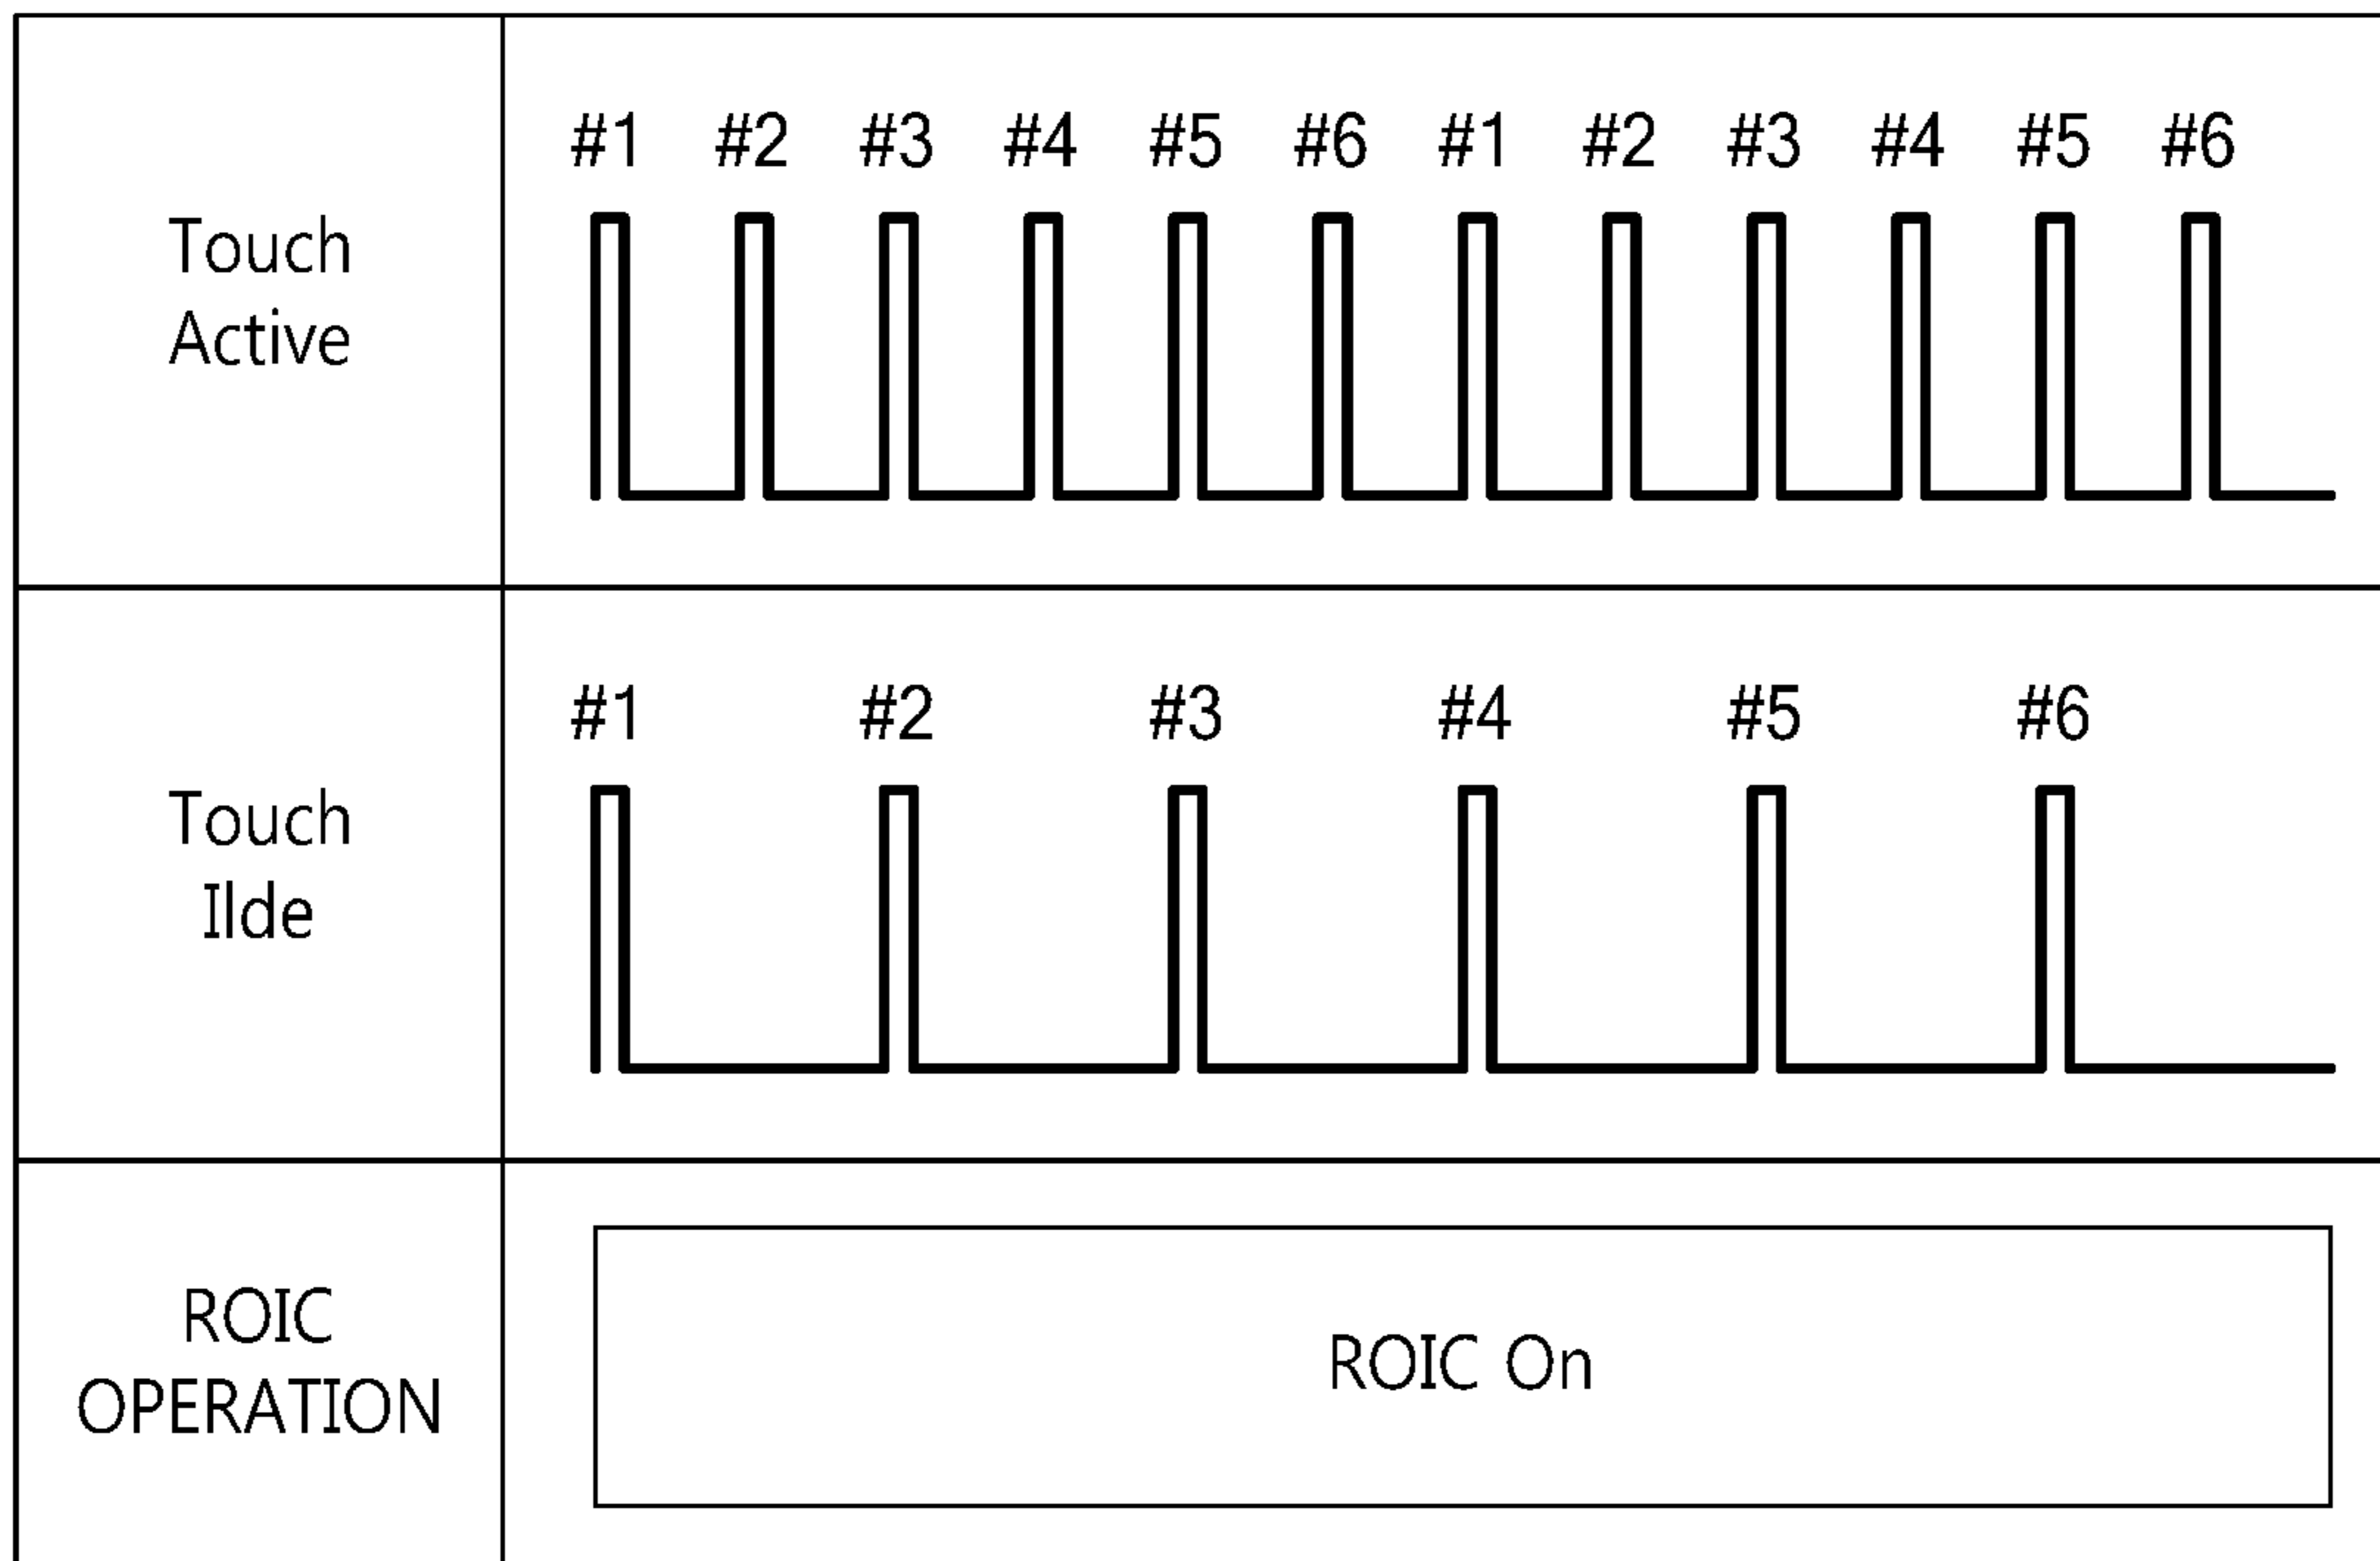 #1 #2 #3 #4 #5 #6 #1 #2 #3 #4 #5 #6
Touch
Active
#1 #2 #3 #4 #5 #6
Touch
Ilde
ROIC
OPERATION
ROIC On